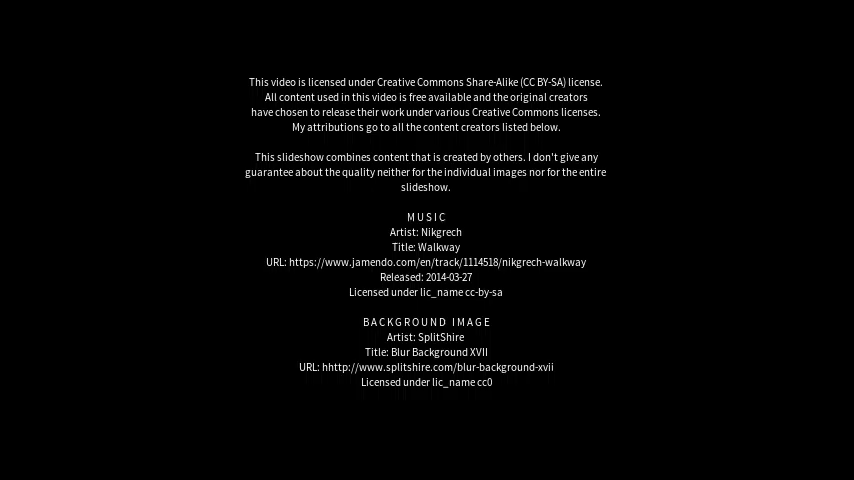 This video is licensed under Creative Commons Share-Alike (CC BY-SA) license.
All content used in this video is free available and the original creators
have chosen to release their work under various Creative Commons licenses.
My attributions go to all the content creators listed below.
This slideshow combines content that is created by others. I don't give any
guarantee about the quality neither for the individual images nor for the entire
slideshow.
MUSIC
Artist: Nikgrech
Title: Walkway
URL: https://www.jamendo.com/en/track/1114518/nikgrech-walkway
Released: 2014-03-27
Licensed under lic_name cc-by-sa
BACKGROUND IMAGE
Artist: SplitShire
Title: Blur Background XVII
URL: hhttp://www.splitshire.com/blur-background-xvii
Licensed under lic_name cc0